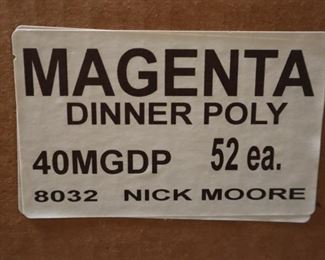 MAGENTA
DINNER POLY
40MGDP 52 ea.
8032 NICK MOORE